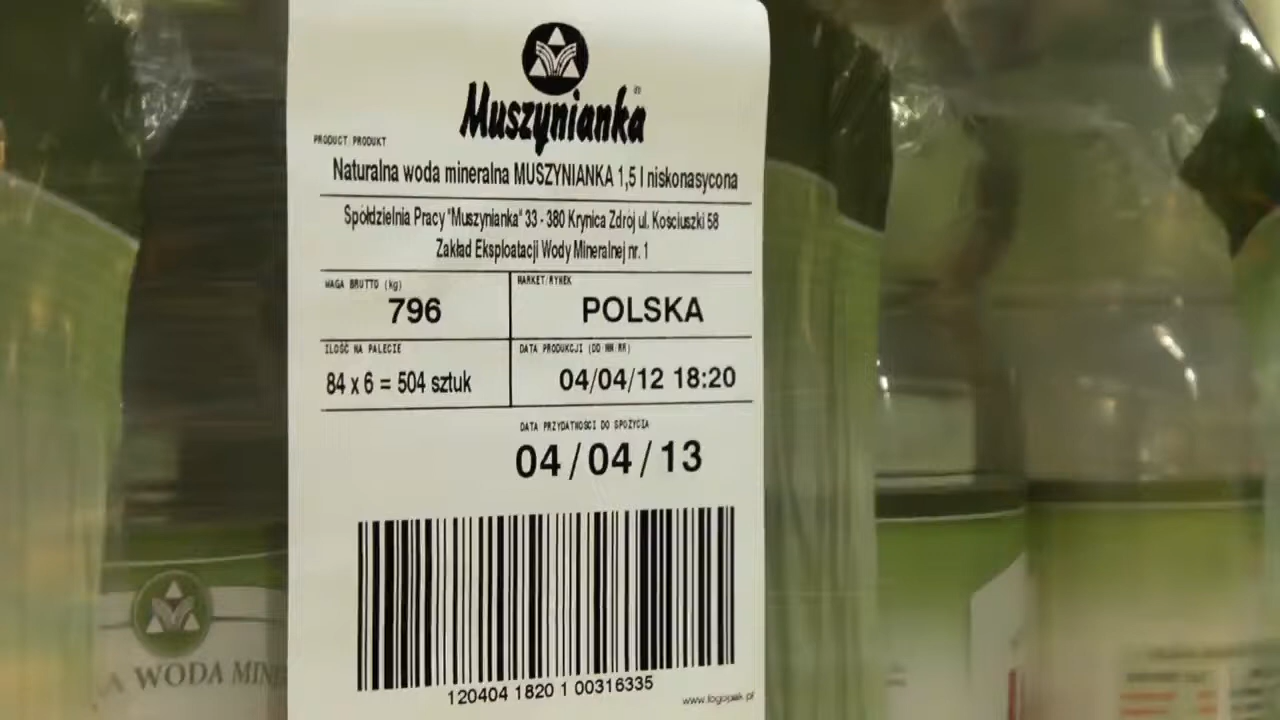 Muszynianka
PRODUCT/PRODUKT
Naturalna woda mineralna MUSZYNIANKA 1,5 l niskonasycona
Spółdzielnia Pracy "Muszynianka" 33 - 380 Krynica Zdrój ul. Kościuszki 58
Zakład Eksploatacji Wody Mineralnej nr. 1
WAGA BRUTTO (kg)
796
MARKET/RYNEK
POLSKA
ILOŚĆ NA PALECIE
84 x 6 = 504 sztuk
DATA PRODUKCJI (DD MM RR)
04/04/12 18:20
DATA PRZYDATNOŚCI DO SPOŻYCIA
04/04/13
120404 1820 1 00316335
www.logopak.pl
A WODA MINE